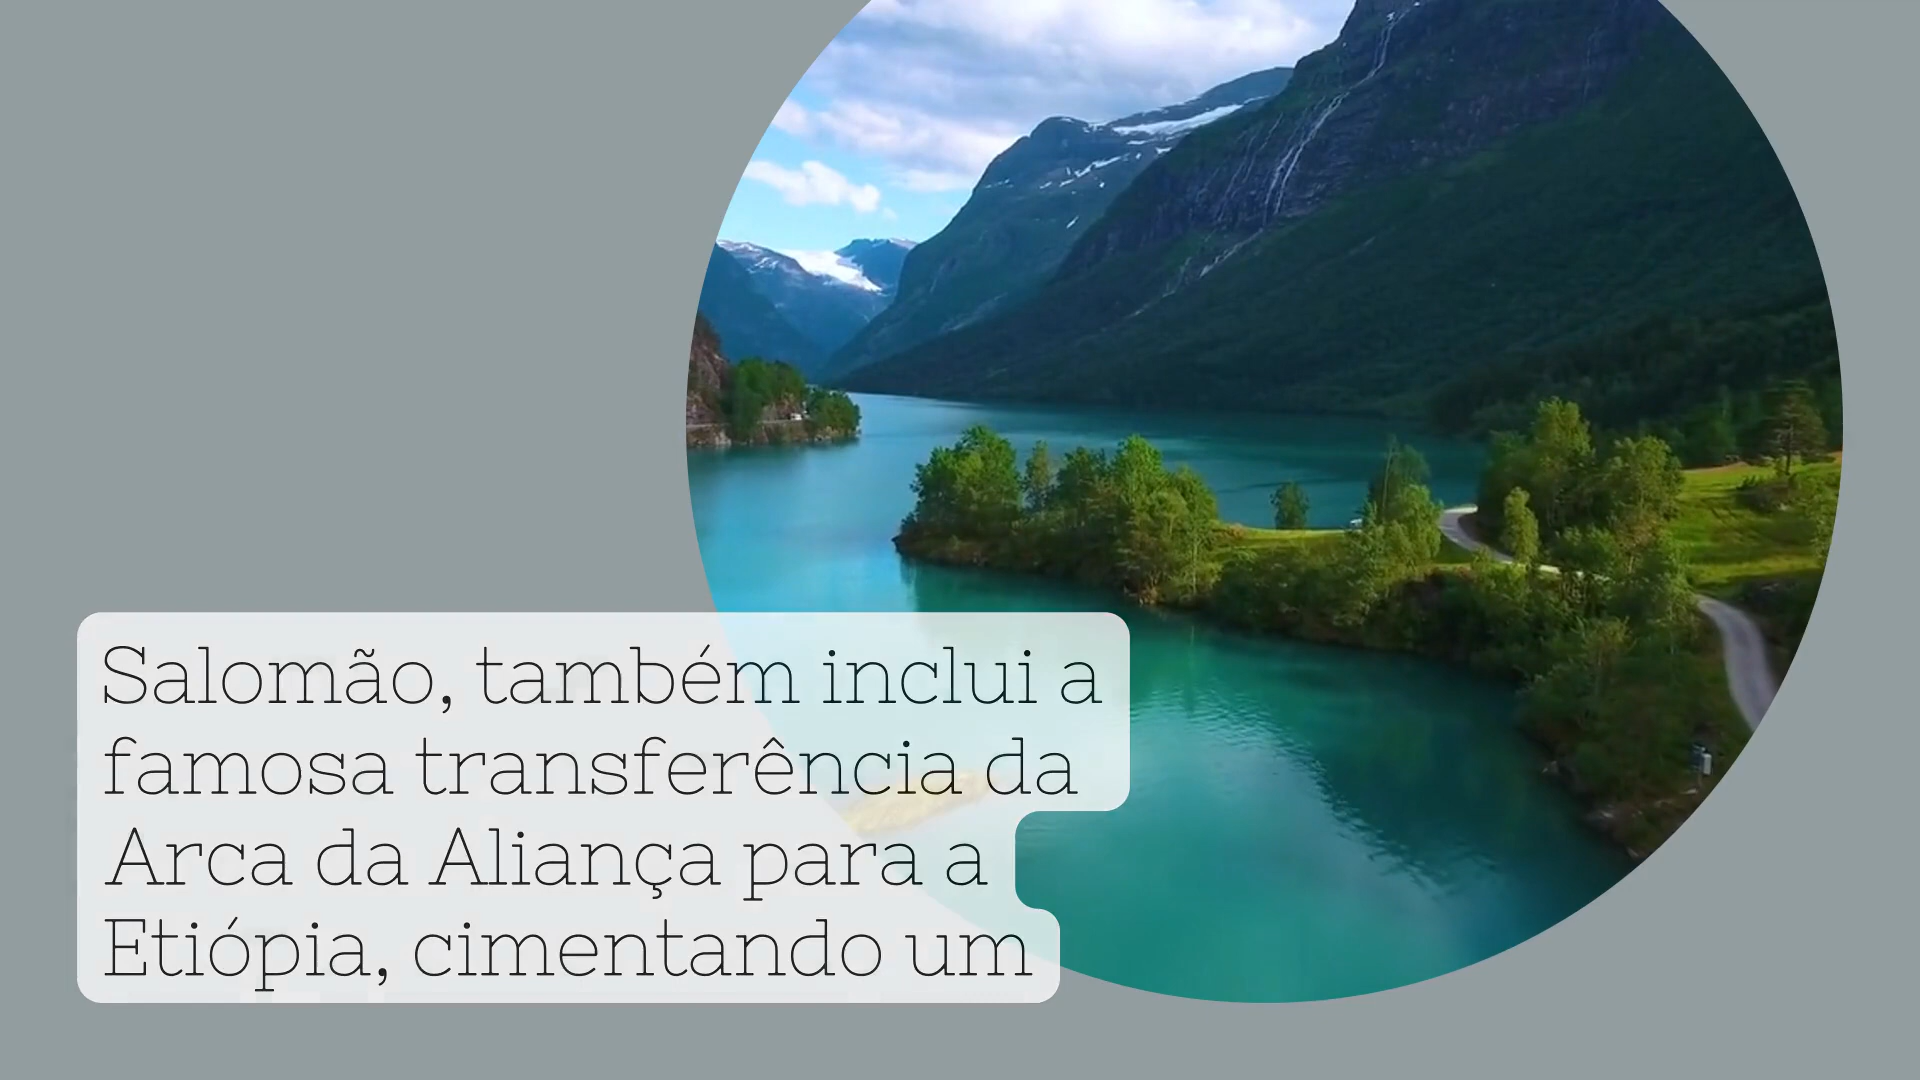 Salomão, também inclui a
famosa transferência da
Arca da Aliança para a
Etiópia, cimentando um